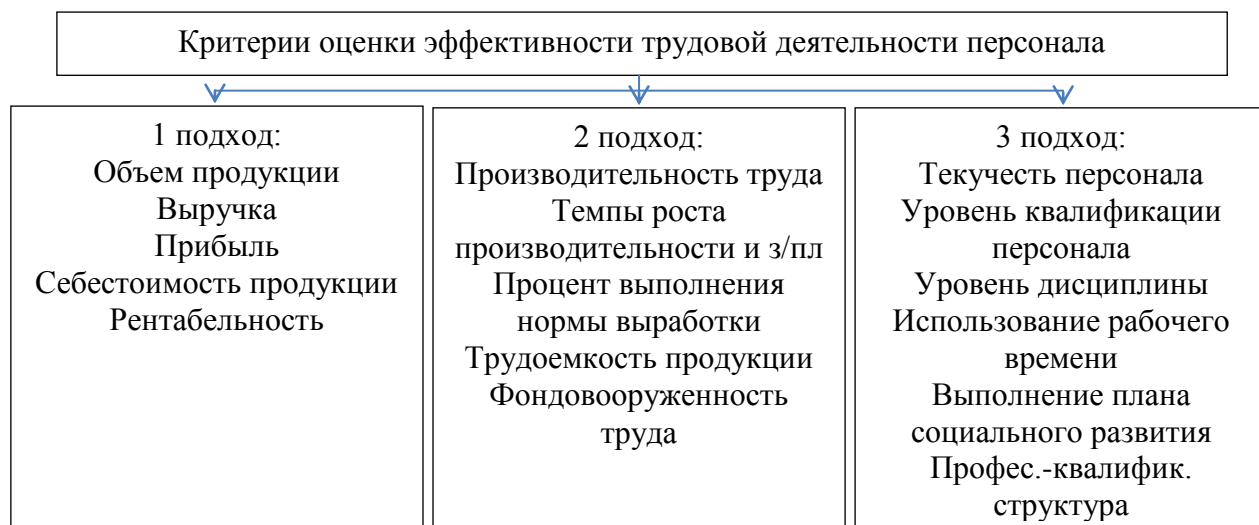 Критерии оценки эффективности трудовой деятельности персонала
1 подход:
Объем продукции
Выручка
Прибыль
Себестоимость продукции
Рентабельность
2 подход:
Производительность труда
Темпы роста
производительности и з/пл
Процент выполнения
нормы выработки
Трудоемкость продукции
Фондовооруженность
труда
3 подход:
Текучесть персонала
Уровень квалификации
персонала
Уровень дисциплины
Использование рабочего
времени
Выполнение плана
социального развития
Профес.-квалифик.
структура